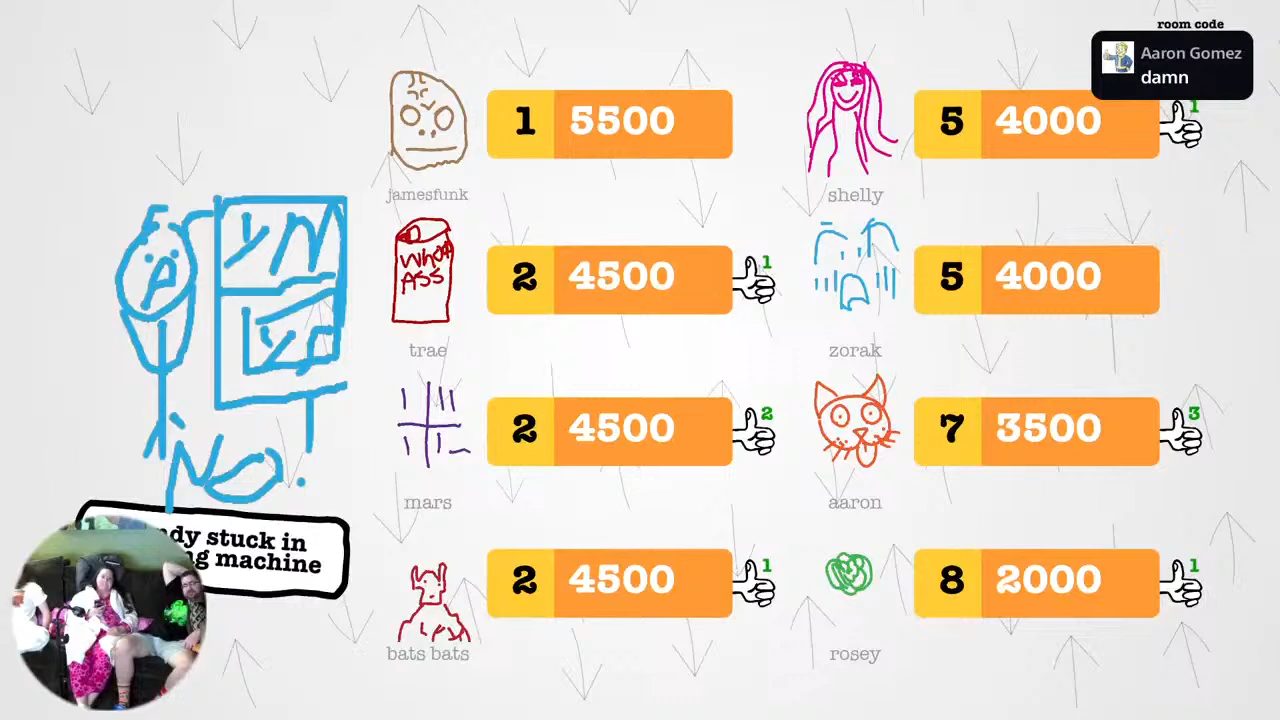 room code
Aaron Gomez
damn
1 5500
jamesfunk
5 4000
1
shelly
WHOOP
ASS
2 4500
1
trae
5 4000
zorak
2 4500
2
mars
7 3500
3
aaron
2 4500
1
bats bats
8 2000
1
rosey
NO.
stuck in
machine